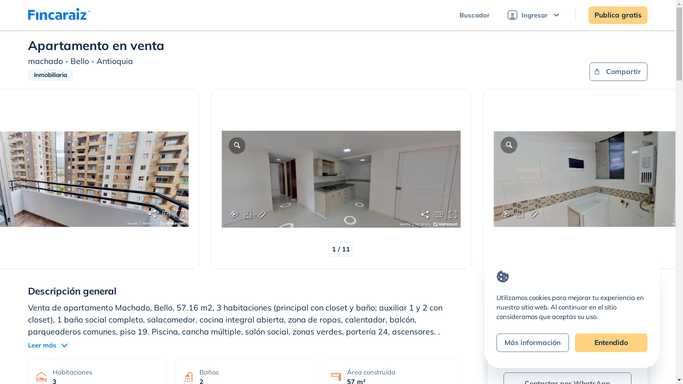 Fincaraiz
Buscador
Ingresar
Publica gratis
Apartamento en venta
machado - Bello - Antioquia
Inmobiliaria
Compartir
1 / 11
Descripción general
Venta de apartamento Machado, Bello, 57.16 m2, 3 habitaciones (principal con closet y baño; auxiliar 1 y 2 con
closet), 1 baño social completo, salacomedor, cocina integral abierta, zona de ropas, calentador, balcón,
parqueaderos comunes, piso 19. Piscina, cancha múltiple, salón social, zonas verdes, portería 24, ascensores. .
Leer más
Habitaciones
3
Baños
2
Área construida
57 m²
Utilizamos cookies para mejorar tu experiencia en
nuestro sitio web. Al continuar en el sitio
consideramos que aceptas su uso.
Más información
Entendido
Contactar por WhatsApp